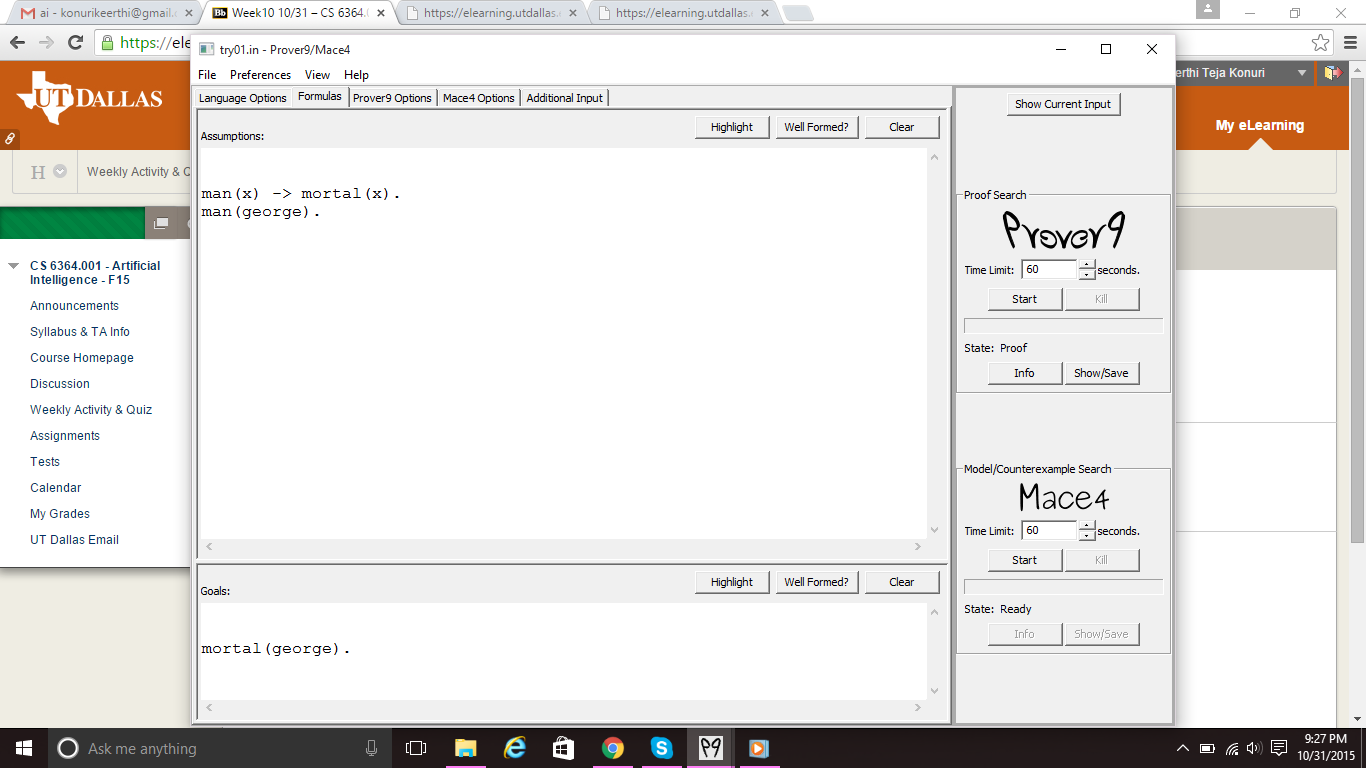 ai - konurikeerthi@gmail.c
Week10 10/31 – CS 6364.0
https://elearning.utdallas.e
https://elearning.utdallas.e
https://ele
UT DALLAS
erthi Teja Konuri
My eLearning
H
Weekly Activity & Q
CS 6364.001 - Artificial
Intelligence - F15
Announcements
Syllabus & TA Info
Course Homepage
Discussion
Weekly Activity & Quiz
Assignments
Tests
Calendar
My Grades
UT Dallas Email
try01.in - Prover9/Mace4
File Preferences View Help
Language Options Formulas Prover9 Options Mace4 Options Additional Input
Assumptions:
Highlight Well Formed? Clear
man(x) -> mortal(x).
man(george).
Goals:
Highlight Well Formed? Clear
mortal(george).
Show Current Input
Proof Search
Prover9
Time Limit: 60 seconds.
Start Kill
State: Proof
Info Show/Save
Model/Counterexample Search
Mace4
Time Limit: 60 seconds.
Start Kill
State: Ready
Info Show/Save
Ask me anything
9:27 PM
10/31/2015